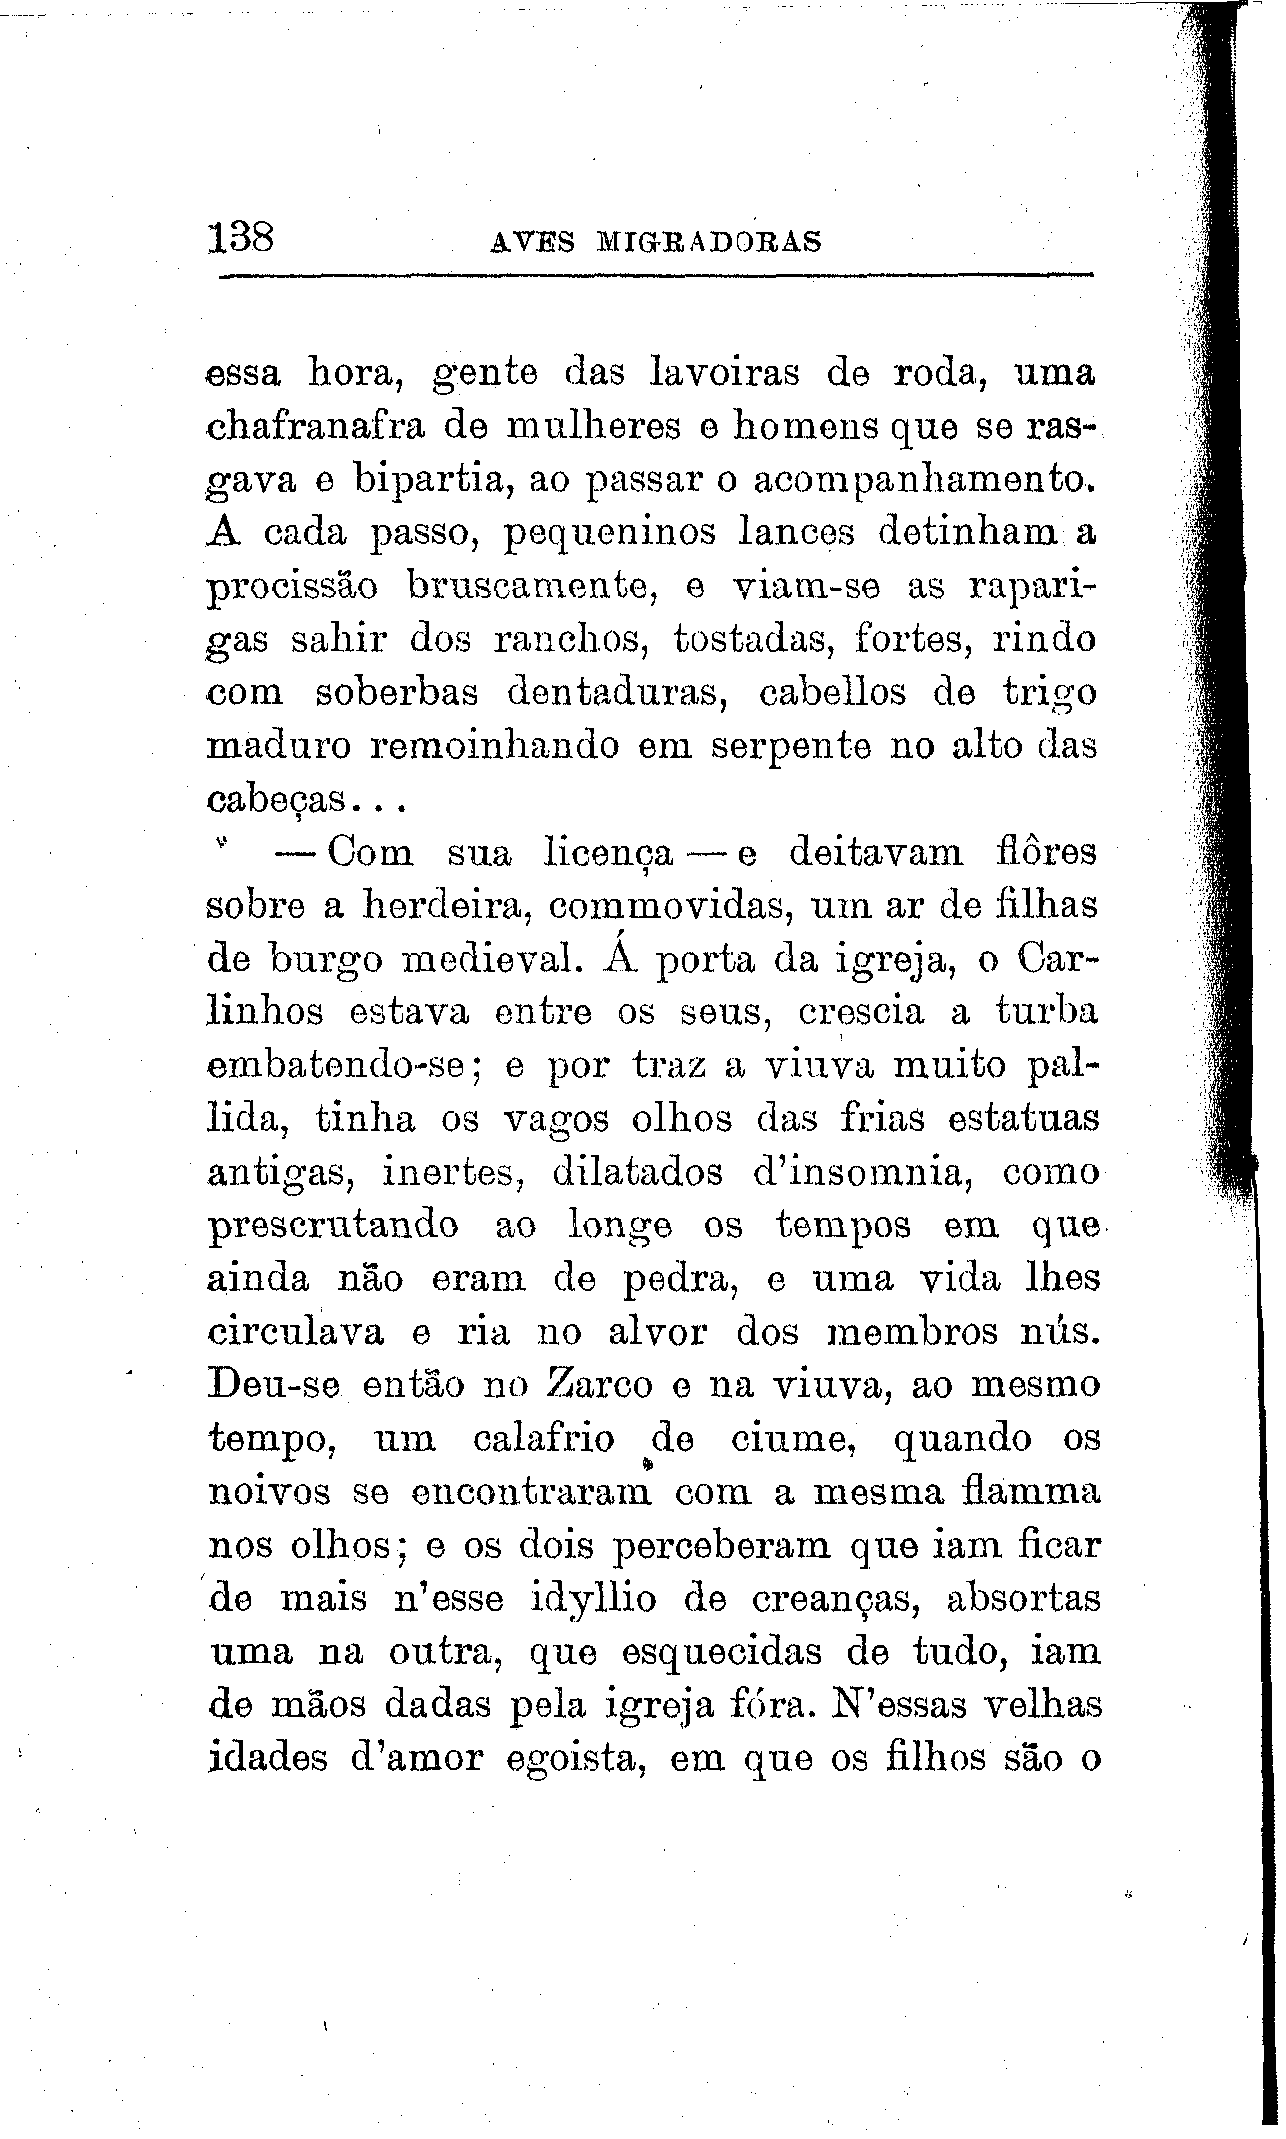 138 AVES MIGRADORAS
essa hora, gente das lavoiras de roda, uma
chafranafra de mulheres e homens que se ras-
gava e bipartia, ao passar o acompanhamento.
A cada passo, pequeninos lances detinham a
procissão bruscamente, e viam-se as rapari-
gas sahir dos ranchos, tostadas, fortes, rindo
com soberbas dentaduras, cabellos de trigo
maduro remoinhando em serpente no alto das
cabeças...
— Com sua licença — e deitavam flôres
sobre a herdeira, commovidas, um ar de filhas
de burgo medieval. Á porta da igreja, o Car-
linhos estava entre os seus, crescia a turba
embatendo-se; e por traz a viuva muito pal-
lida, tinha os vagos olhos das frias estatuas
antigas, inertes, dilatados d'insomnia, como
prescrutando ao longe os tempos em que
ainda não eram de pedra, e uma vida lhes
circulava e ria no alvor dos membros nús.
Deu-se então no Zarco e na viuva, ao mesmo
tempo, um calafrio de ciume, quando os
noivos se encontraram com a mesma flamma
nos olhos; e os dois perceberam que iam ficar
de mais n'esse idyllio de creanças, absortas
uma na outra, que esquecidas de tudo, iam
de mãos dadas pela igreja fóra. N'essas velhas
idades d'amor egoista, em que os filhos são o